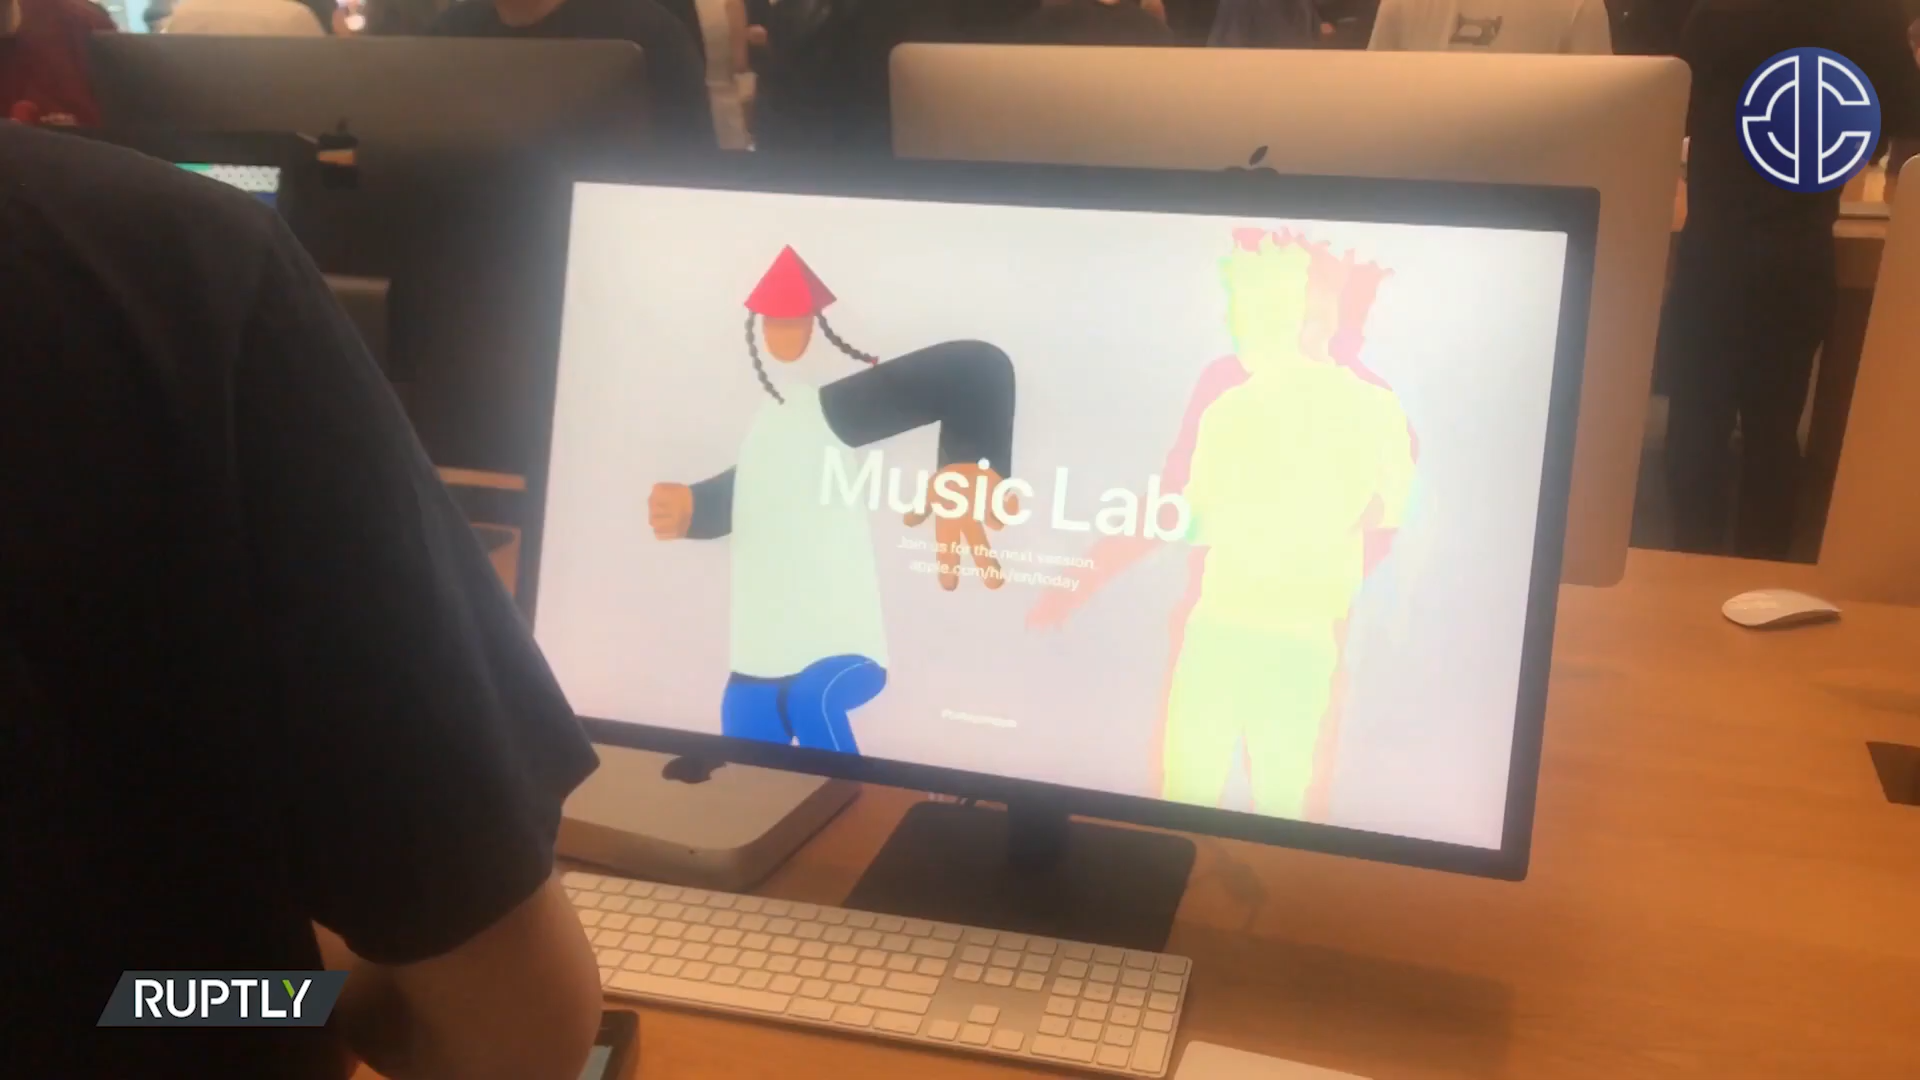 Music Lab
Join us for the next session
apple.com/hk/en/today
RUPTLY